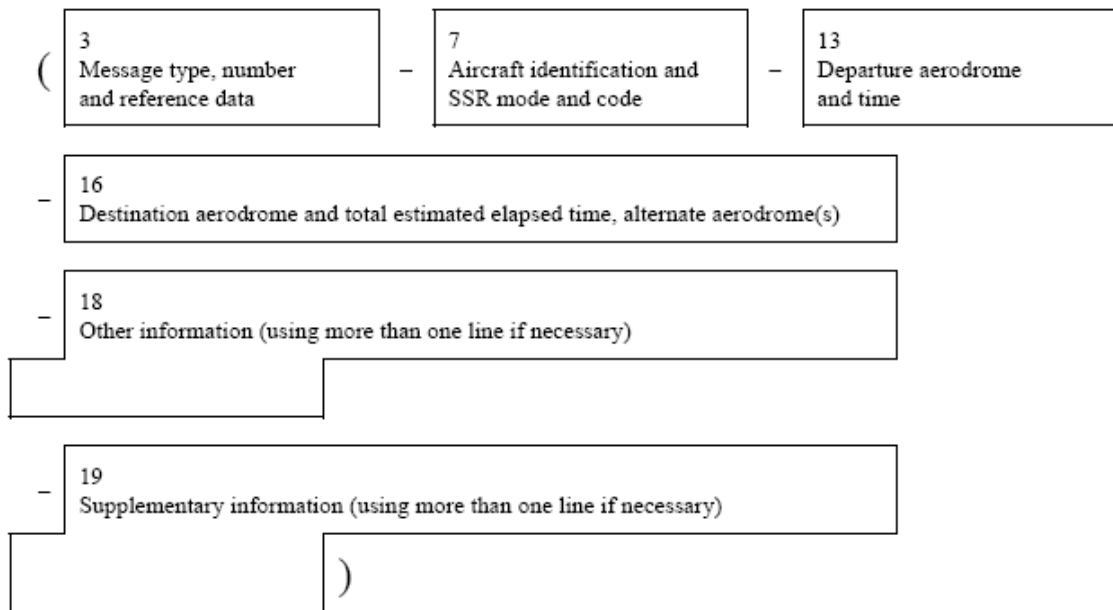 (
3
Message type, number
and reference data
–
7
Aircraft identification and
SSR mode and code
–
13
Departure aerodrome
and time
–
16
Destination aerodrome and total estimated elapsed time, alternate aerodrome(s)
–
18
Other information (using more than one line if necessary)
–
19
Supplementary information (using more than one line if necessary)
)